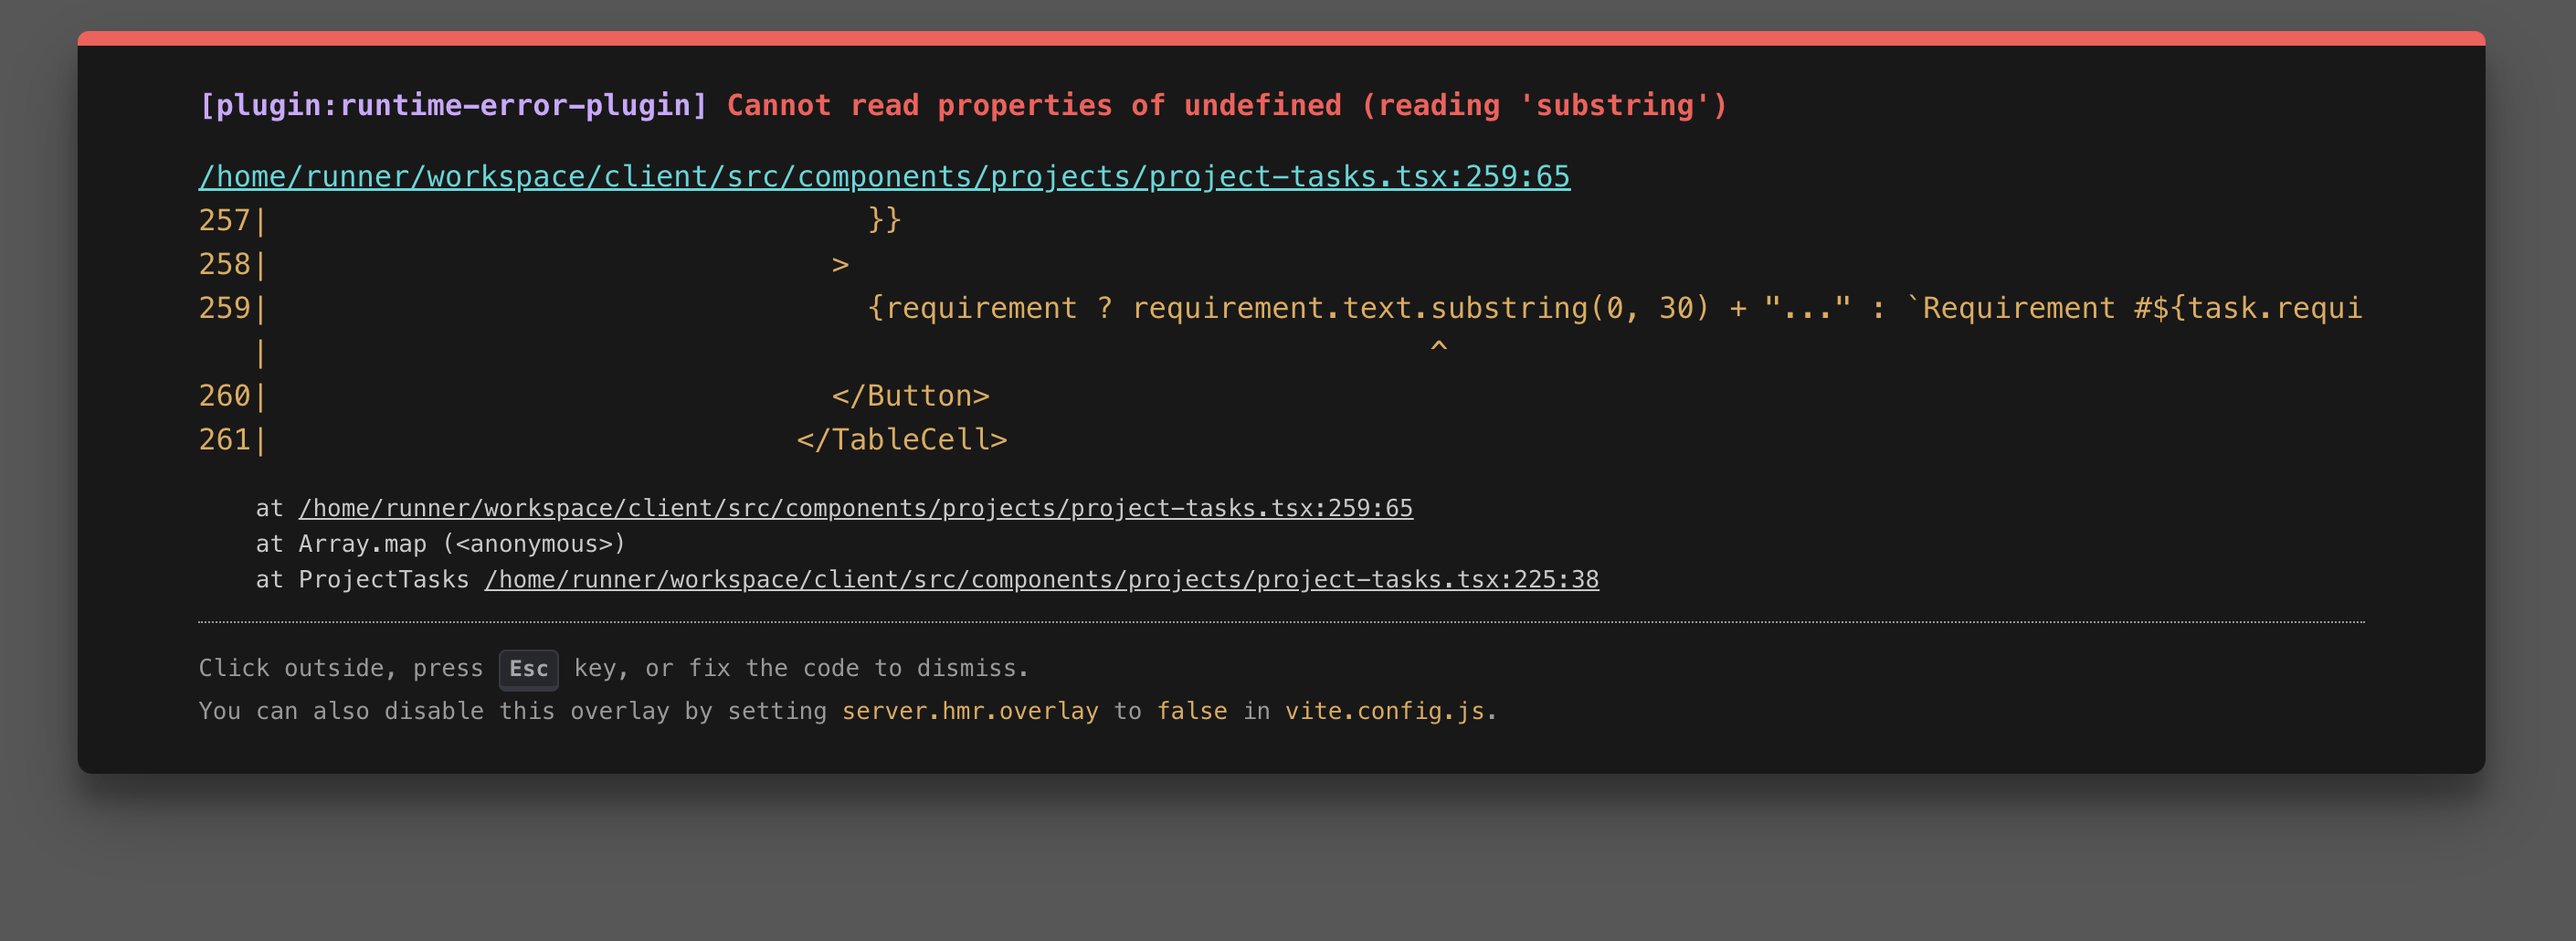 [plugin:runtime-error-plugin] Cannot read properties of undefined (reading 'substring')
/home/runner/workspace/client/src/components/projects/project-tasks.tsx:259:65
257|                                  }}
258|                                >
259|                                  {requirement ? requirement.text.substring(0, 30) + "..." : `Requirement #${task.requi
   |                                                                  ^
260|                                </Button>
261|                              </TableCell>
    at /home/runner/workspace/client/src/components/projects/project-tasks.tsx:259:65
    at Array.map (<anonymous>)
    at ProjectTasks /home/runner/workspace/client/src/components/projects/project-tasks.tsx:225:38
Click outside, press Esc key, or fix the code to dismiss.
You can also disable this overlay by setting server.hmr.overlay to false in vite.config.js.